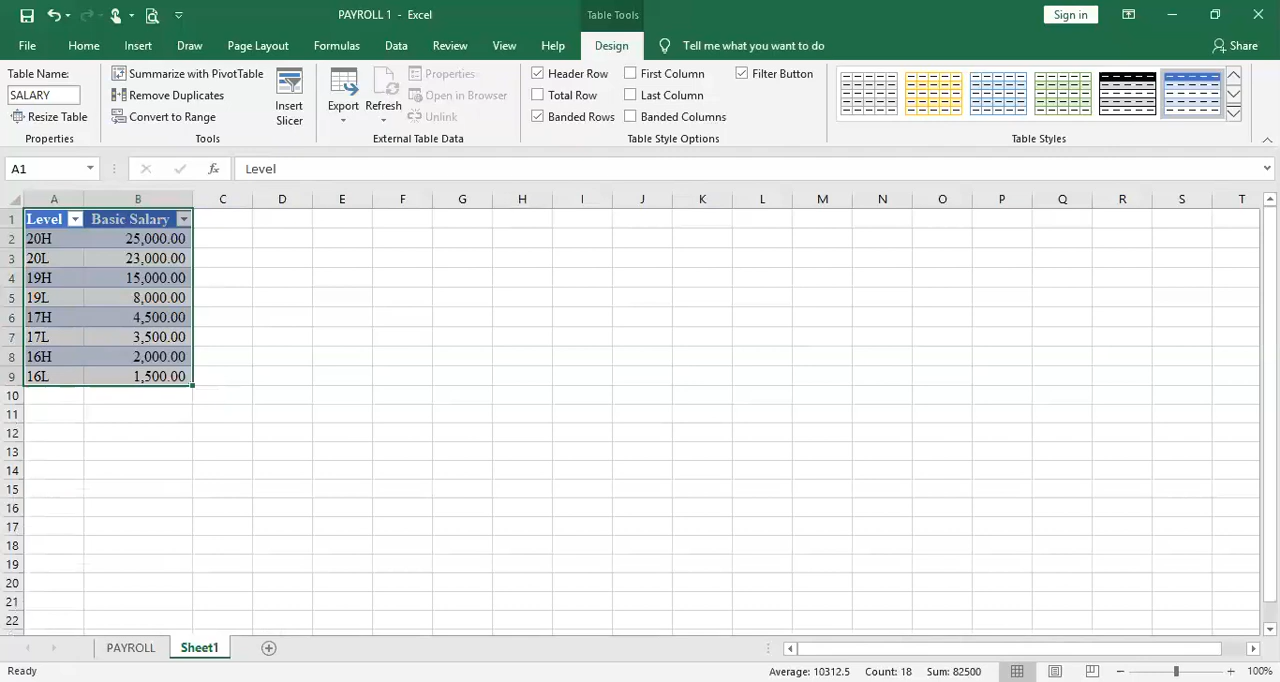 PAYROLL 1 - Excel
Table Tools
Sign in
File Home Insert Draw Page Layout Formulas Data Review View Help Design Tell me what you want to do Share
Table Name:
SALARY
Resize Table
Properties
Summarize with PivotTable
Remove Duplicates
Convert to Range
Tools
Insert
Slicer
Export
Refresh
Properties
Open in Browser
Unlink
External Table Data
Header Row First Column Filter Button
Total Row Last Column
Banded Rows Banded Columns
Table Style Options
Table Styles
A1 fx Level
A B C D E F G H I J K L M N O P Q R S T
1 Level Basic Salary
2 20H 25,000.00
3 20L 23,000.00
4 19H 15,000.00
5 19L 8,000.00
6 17H 4,500.00
7 17L 3,500.00
8 16H 2,000.00
9 16L 1,500.00
10
11
12
13
14
15
16
17
18
19
20
21
22
PAYROLL Sheet1
Ready Average: 10312.5 Count: 18 Sum: 82500 100%